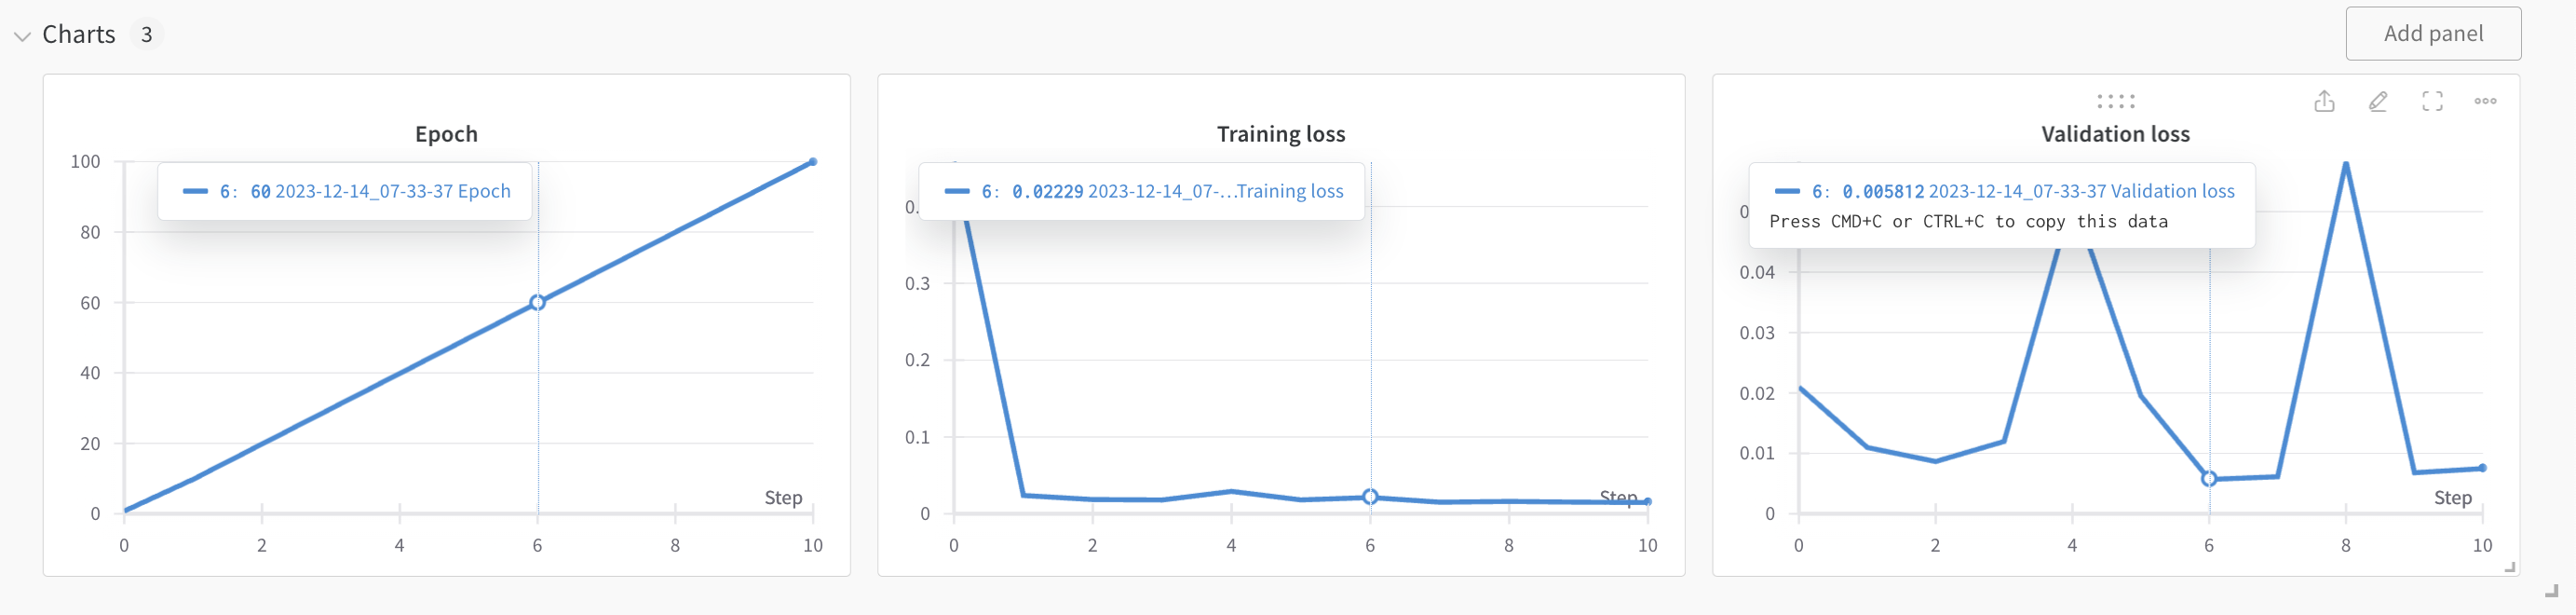 Charts 3
Add panel
Epoch
6: 60 2023-12-14_07-33-37 Epoch
100
80
60
40
20
0
Step
0 2 4 6 8 10
Training loss
6: 0.02229 2023-12-14_07-...Training loss
0.
0.3
0.2
0.1
0
Step
0 2 4 6 8 10
Validation loss
6: 0.005812 2023-12-14_07-33-37 Validation loss
Press CMD+C or CTRL+C to copy this data
0
0.04
0.03
0.02
0.01
0
Step
0 2 4 6 8 10